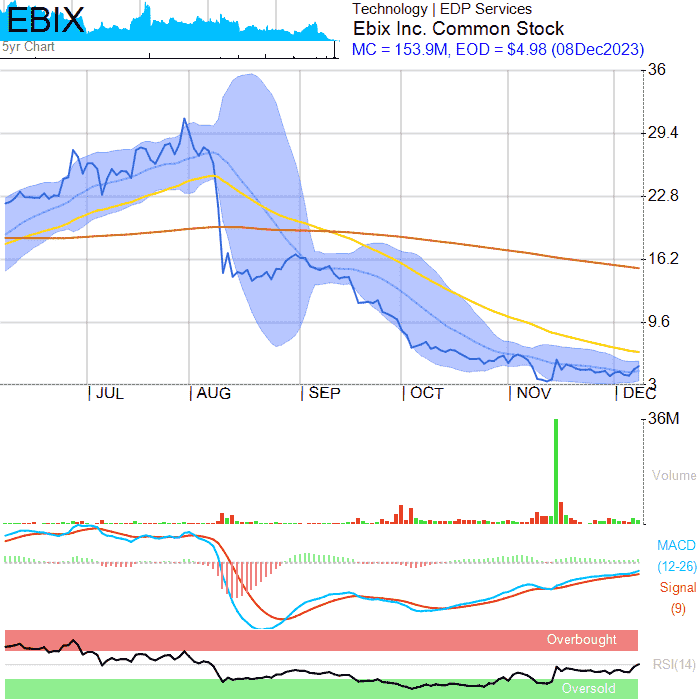 EBIX
5yr Chart
Technology | EDP Services
Ebix Inc. Common Stock
MC = 153.9M, EOD = $4.98 (08Dec2023)
36
29.4
22.8
16.2
9.6
3
JUL
AUG
SEP
OCT
NOV
DEC
36M
Volume
MACD
(12-26)
Signal
(9)
Overbought
RSI(14)
Oversold